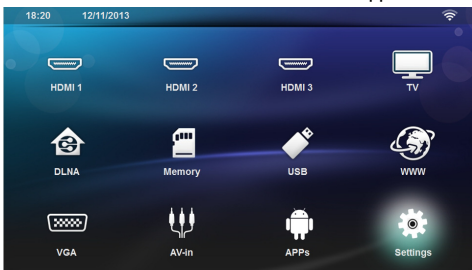 18:20 12/11/2013
HDMI 1 HDMI 2 HDMI 3 TV
DLNA Memory USB WWW
VGA AV-in APPs Settings